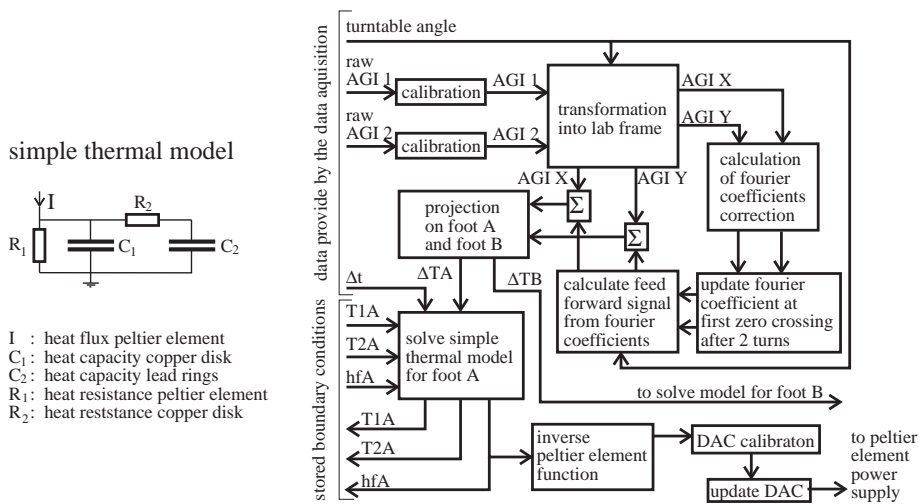 simple thermal model
I
R1
R2
C1
C2
I : heat flux peltier element
C1 : heat capacity copper disk
C2 : heat capacity lead rings
R1 : heat resistance peltier element
R2 : heat reststance copper disk
data provide by the data aquisition
stored boundary conditions
turntable angle
raw
AGI 1
calibration
AGI 1
raw
AGI 2
calibration
AGI 2
transformation
into lab frame
AGI X
AGI Y
calculation
of fourier
coefficients
correction
AGI X
AGI Y
Σ
Σ
projection
on foot A
and foot B
ΔTA
ΔTB
Δt
calculate feed
forward signal
from fourier
coefficients
update fourier
coefficient at
first zero crossing
after 2 turns
T1A
T2A
hfA
solve simple
thermal model
for foot A
to solve model for foot B
T1A
T2A
hfA
inverse
peltier element
function
DAC calibraton
update DAC
to peltier
element
power
supply